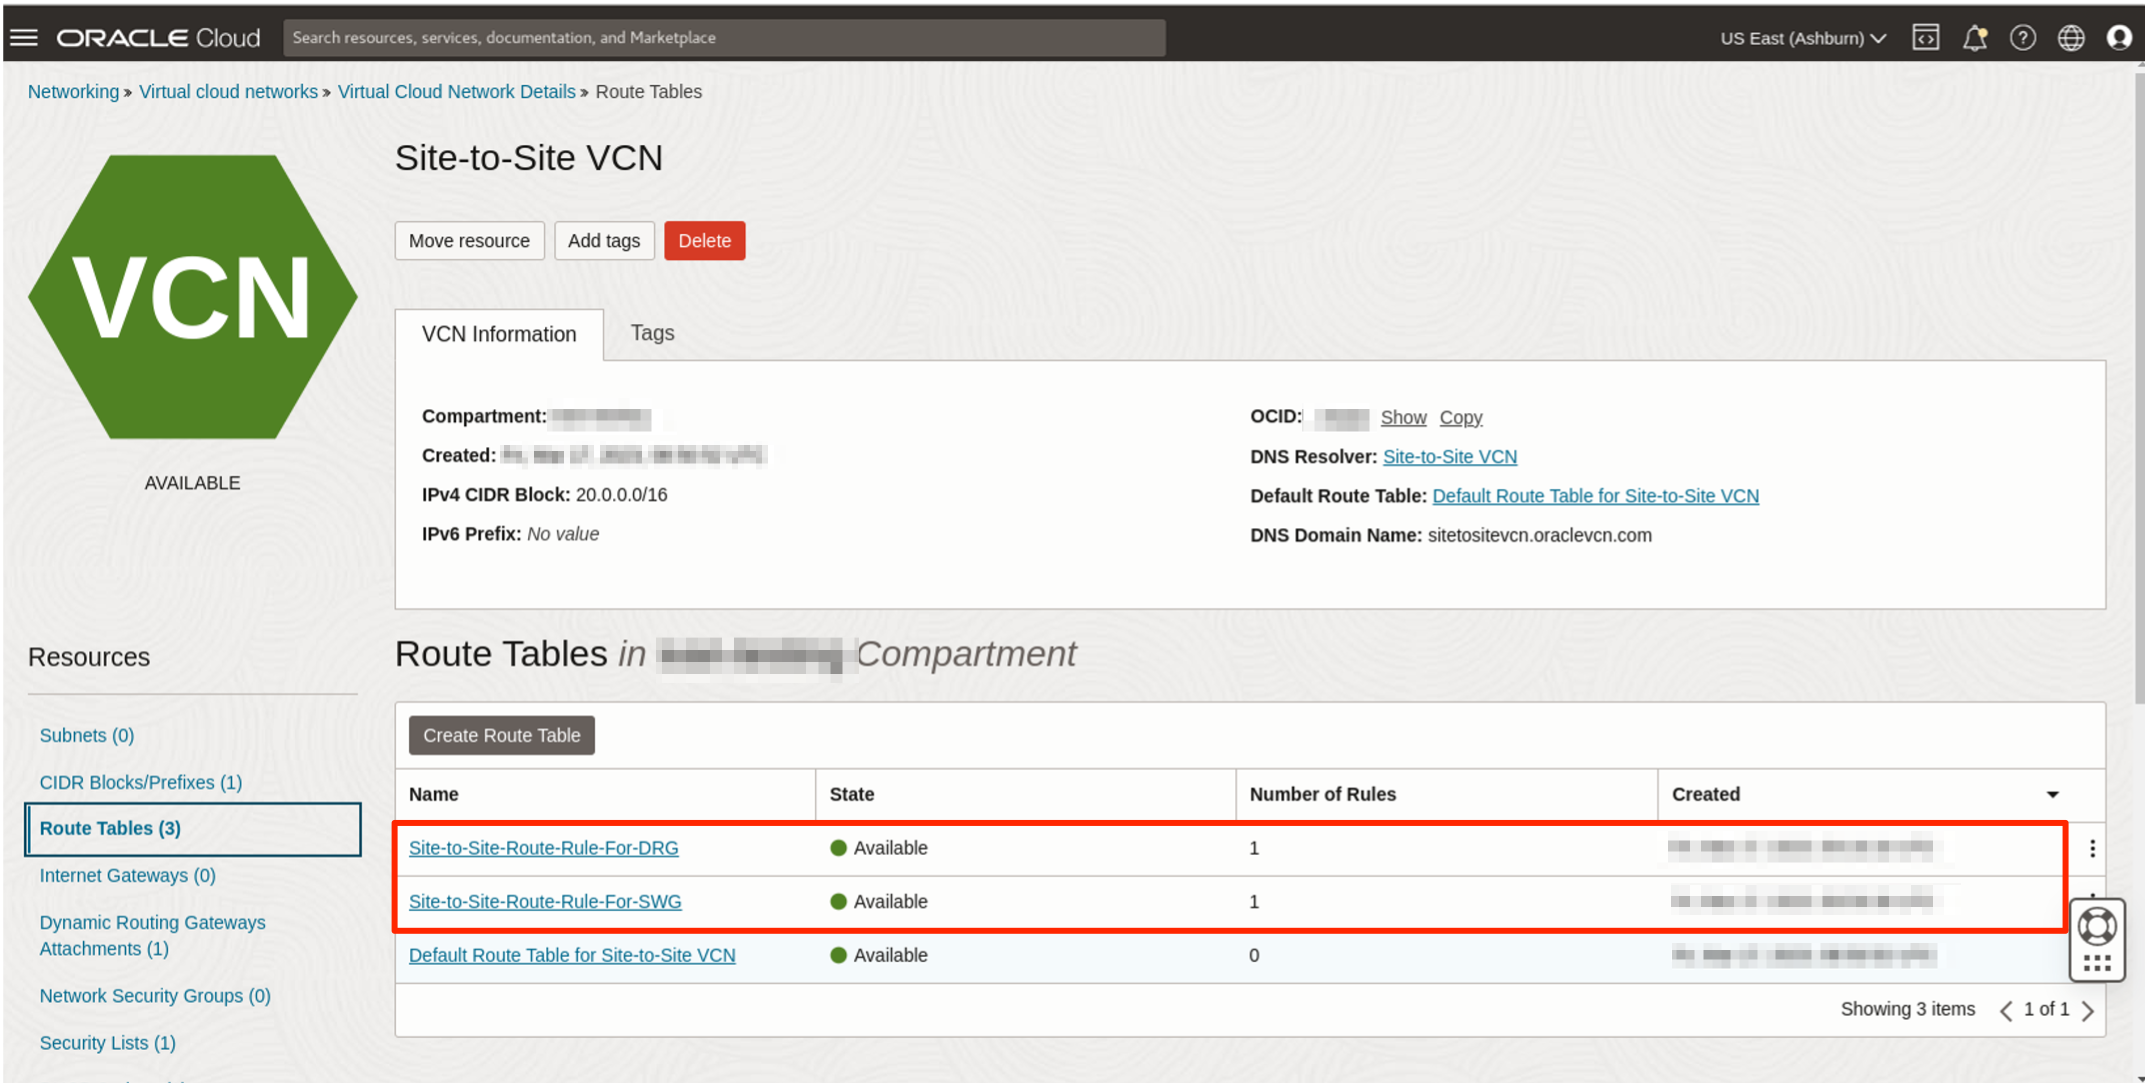 ORACLE Cloud
Search resources, services, documentation, and Marketplace
US East (Ashburn)
Networking » Virtual cloud networks » Virtual Cloud Network Details » Route Tables
VCN
AVAILABLE
Site-to-Site VCN
Move resource
Add tags
Delete
VCN Information
Tags
Compartment:
Created:
IPv4 CIDR Block: 20.0.0.0/16
IPv6 Prefix: No value
OCID: Show Copy
DNS Resolver: Site-to-Site VCN
Default Route Table: Default Route Table for Site-to-Site VCN
DNS Domain Name: sitetositevcn.oraclevcn.com
Resources
Subnets (0)
CIDR Blocks/Prefixes (1)
Route Tables (3)
Internet Gateways (0)
Dynamic Routing Gateways
Attachments (1)
Network Security Groups (0)
Security Lists (1)
Route Tables in Compartment
Create Route Table
Name State Number of Rules Created
Site-to-Site-Route-Rule-For-DRG Available 1
Site-to-Site-Route-Rule-For-SWG Available 1
Default Route Table for Site-to-Site VCN Available 0
Showing 3 items < 1 of 1 >